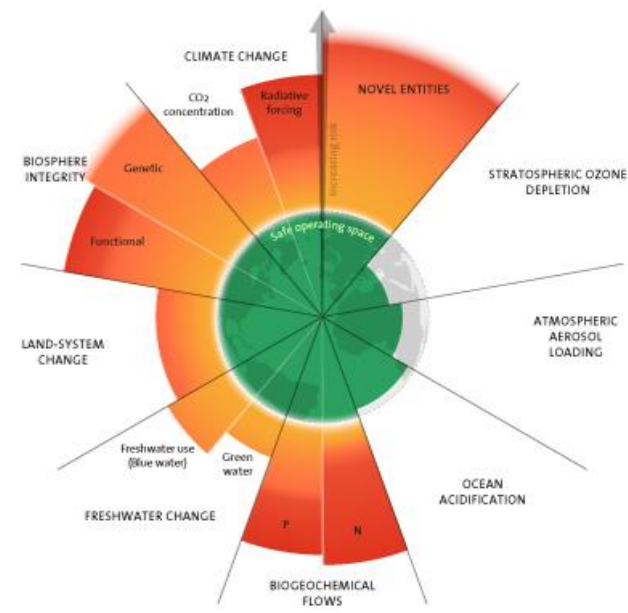 CLIMATE CHANGE
CO2
concentration
Radiative
forcing
NOVEL ENTITIES
Increasing risk
STRATOSPHERIC OZONE
DEPLETION
BIOSPHERE
INTEGRITY
Genetic
Functional
Safe operating space
ATMOSPHERIC
AEROSOL
LOADING
LAND-SYSTEM
CHANGE
Freshwater use
(Blue water)
Green
water
FRESHWATER CHANGE
OCEAN
ACIDIFICATION
P
N
BIOGEOCHEMICAL
FLOWS